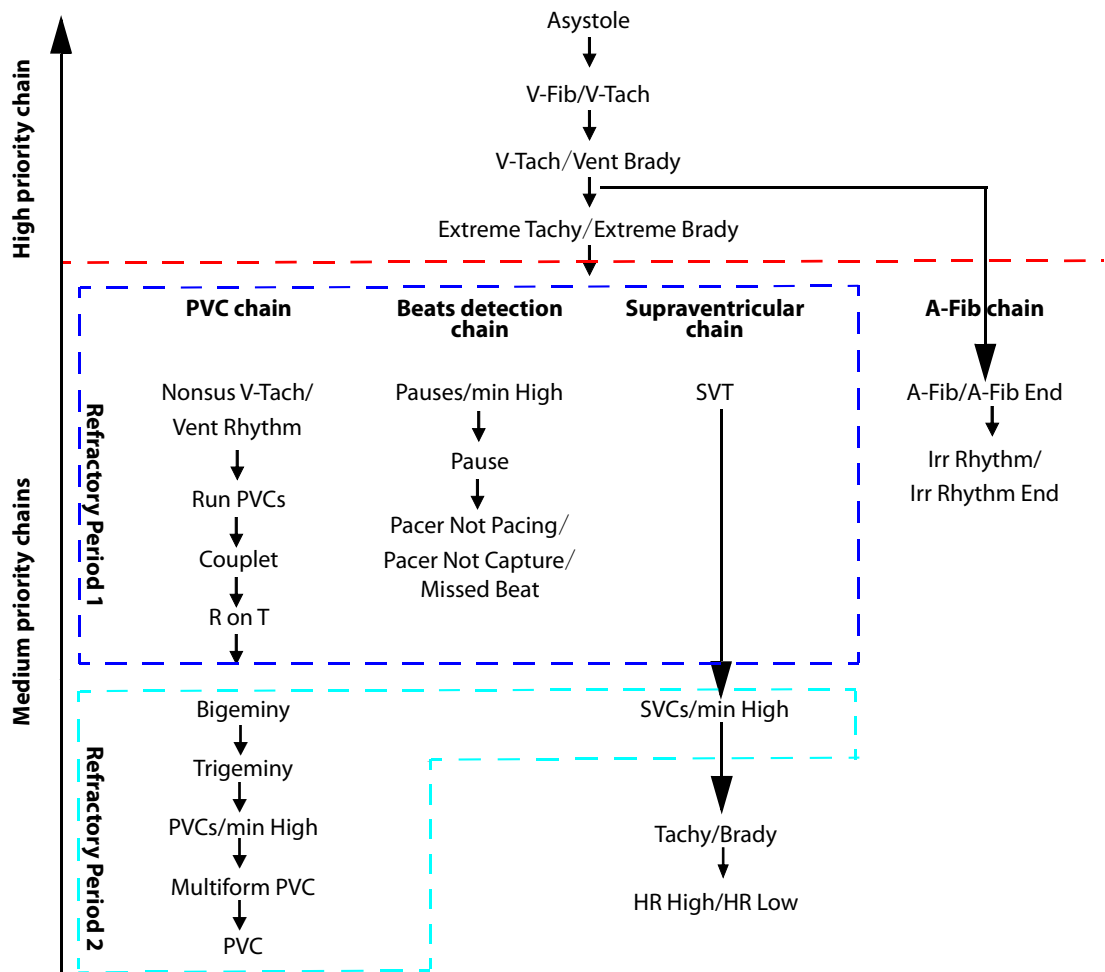 High priority chain
Asystole
V-Fib/V-Tach
V-Tach/Vent Brady
Extreme Tachy/Extreme Brady
Medium priority chains
Refractory Period 1
PVC chain
Nonsus V-Tach/
Vent Rhythm
Run PVCs
Couplet
R on T
Beats detection
chain
Pauses/min High
Pause
Pacer Not Pacing/
Pacer Not Capture/
Missed Beat
Supraventricular
chain
SVT
A-Fib chain
A-Fib/A-Fib End
Irr Rhythm/
Irr Rhythm End
Refractory Period 2
Bigeminy
Trigeminy
PVCs/min High
Multiform PVC
PVC
SVCs/min High
Tachy/Brady
HR High/HR Low